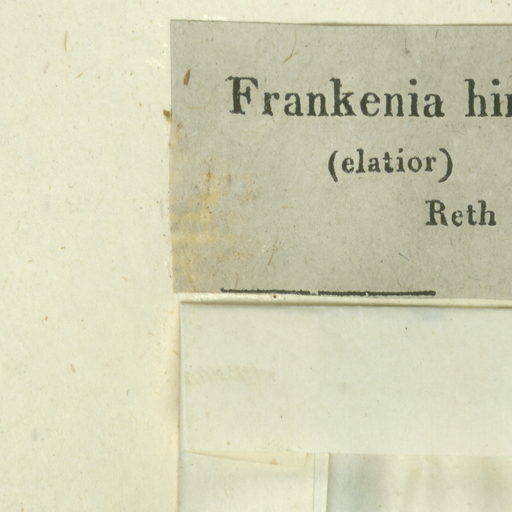 Frankenia hir
(elatior)
Reth